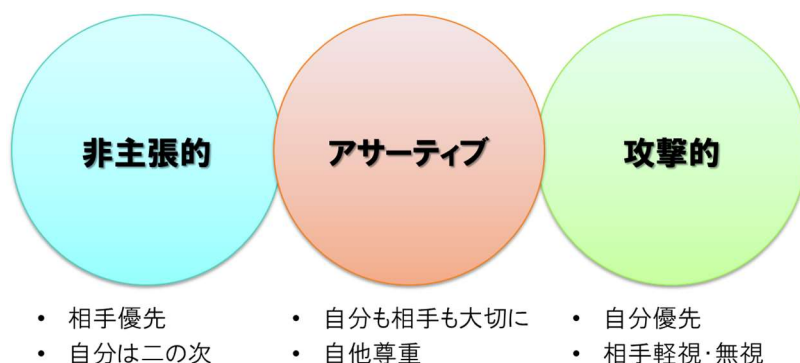 非主張的
アサーティブ
攻撃的
• 相手優先
• 自分は二の次
• 自分も相手も大切に
• 自他尊重
• 自分優先
• 相手軽視・無視